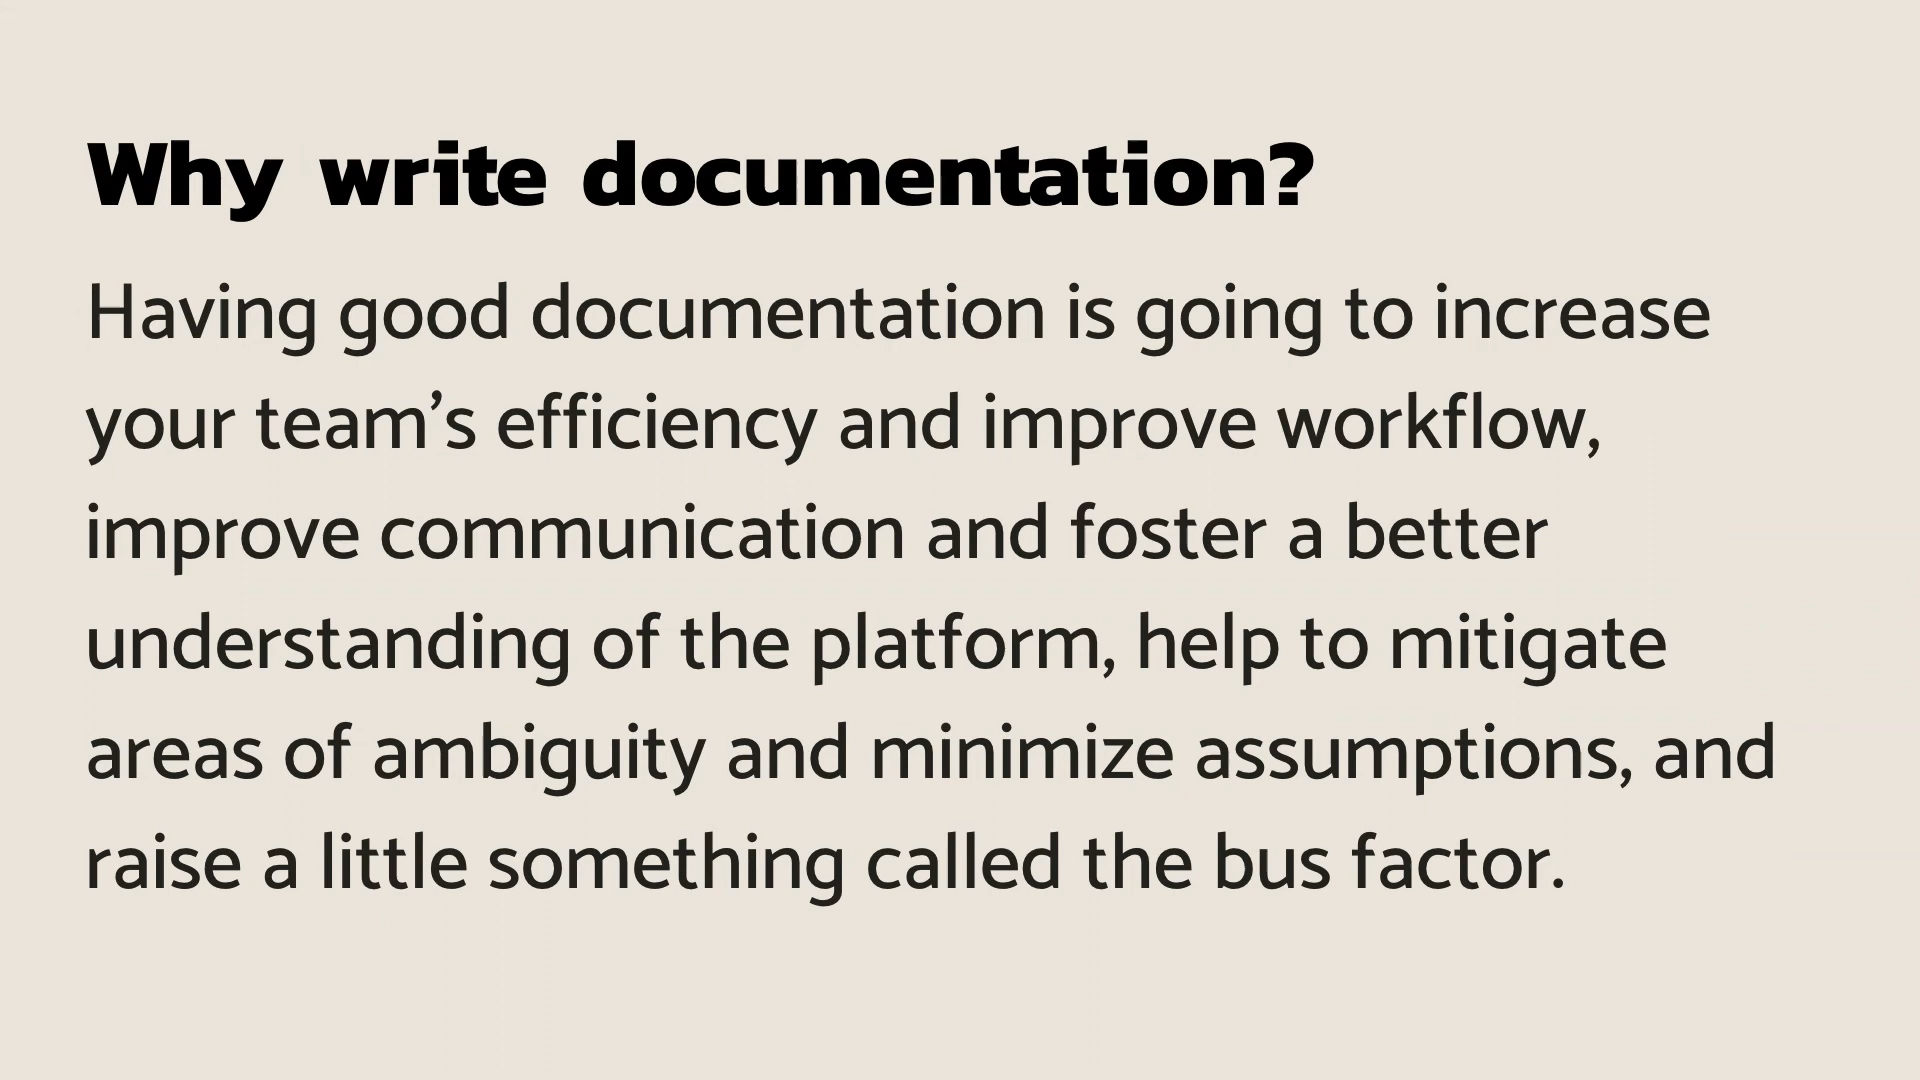 Why write documentation?
Having good documentation is going to increase
your team’s efficiency and improve workflow,
improve communication and foster a better
understanding of the platform, help to mitigate
areas of ambiguity and minimize assumptions, and
raise a little something called the bus factor.